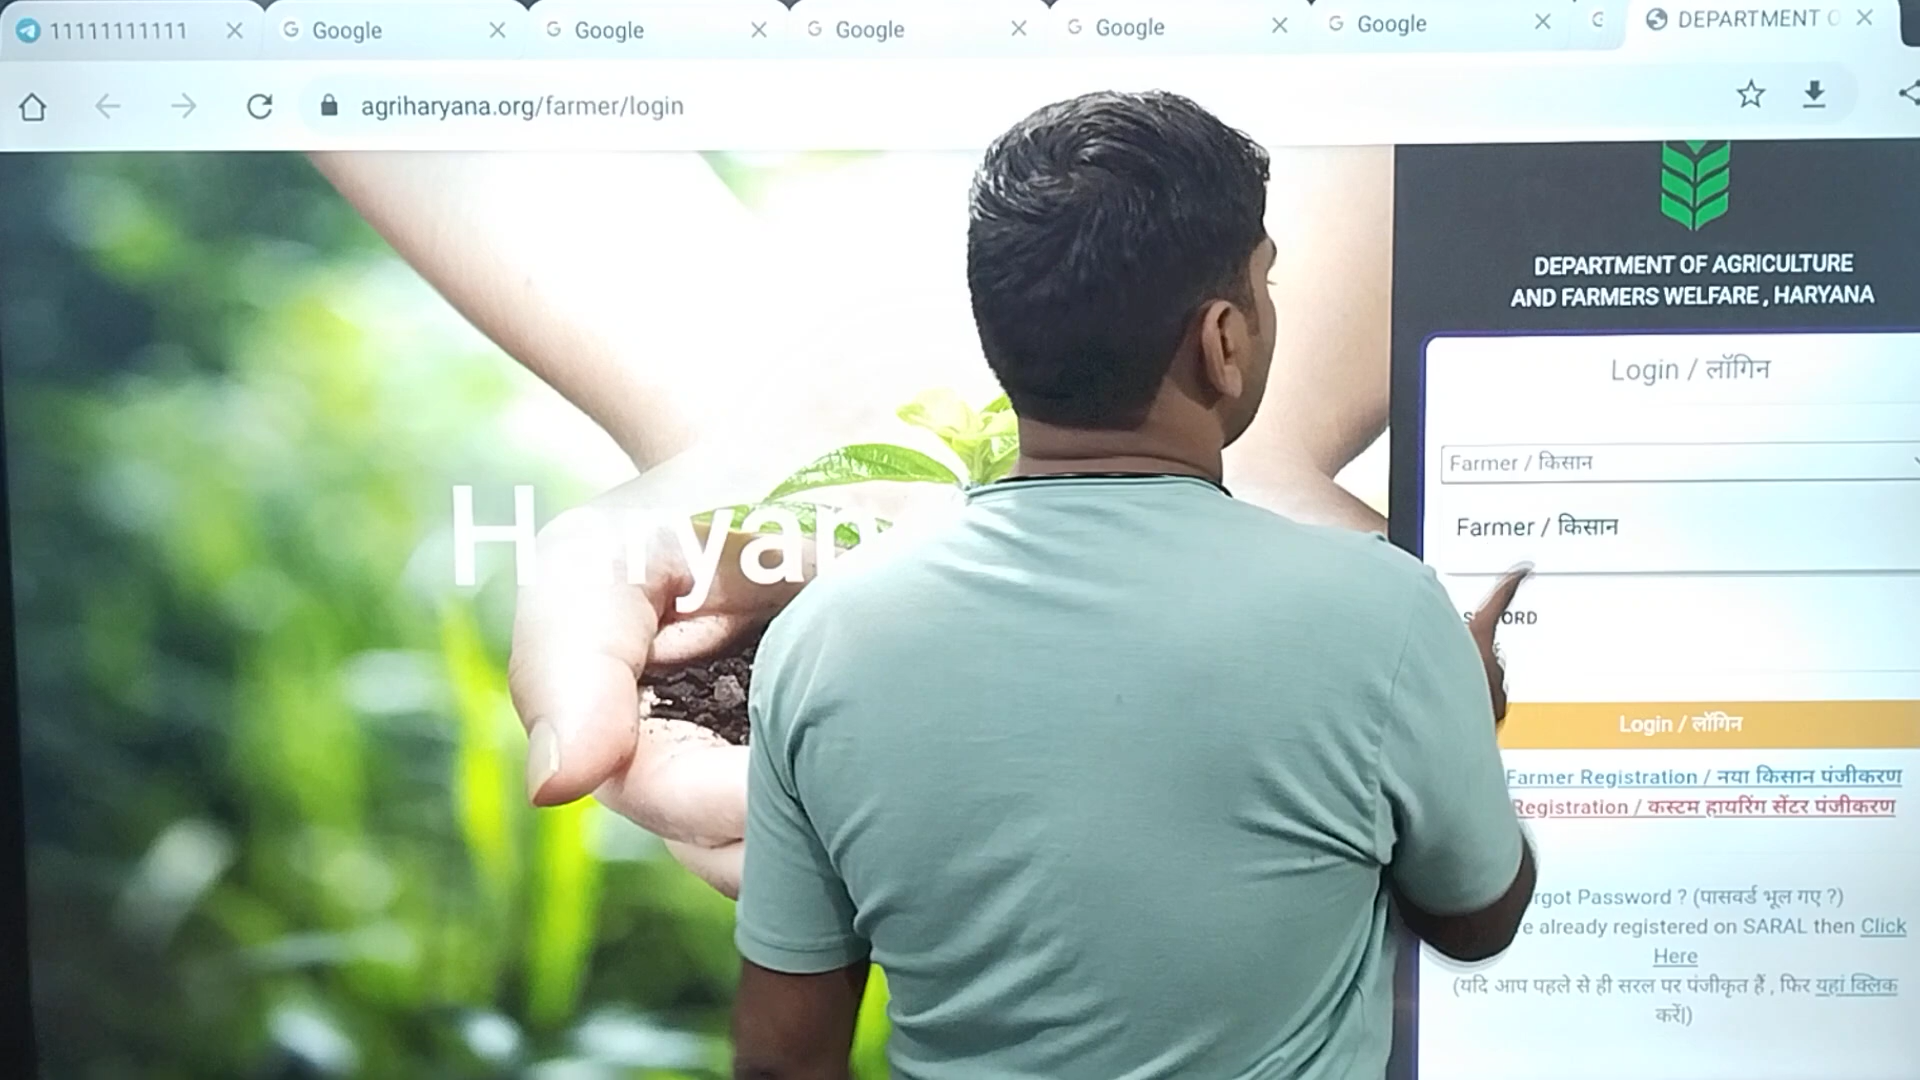 11111111111
Google
Google
Google
Google
Google
DEPARTMENT
agriharyana.org/farmer/login
DEPARTMENT OF AGRICULTURE
AND FARMERS WELFARE , HARYANA
Login / लॉगिन
Farmer / किसान
Farmer / किसान
Login / लॉगिन
Farmer Registration / नया किसान पंजीकरण
Registration / कस्टम हायरिंग सेंटर पंजीकरण
Password ? (पासवर्ड भूल गए ?)
already registered on SARAL then Click
Here
(यदि आप पहले से ही सरल पर पंजीकृत हैं , फिर यहां क्लिक
करें|)